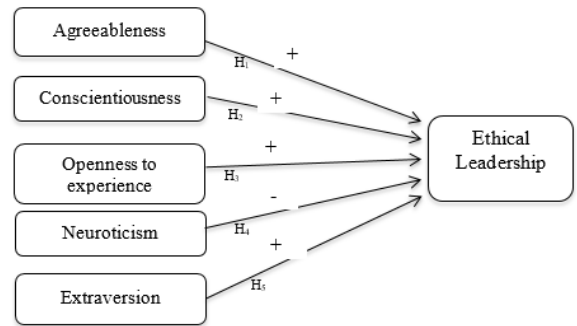 Agreeableness
+
H₁
Conscientiousness
+
H₂
Ethical
Leadership
+
Openness to
experience
H₃
-
Neuroticism
H₄
+
Extraversion
H₅